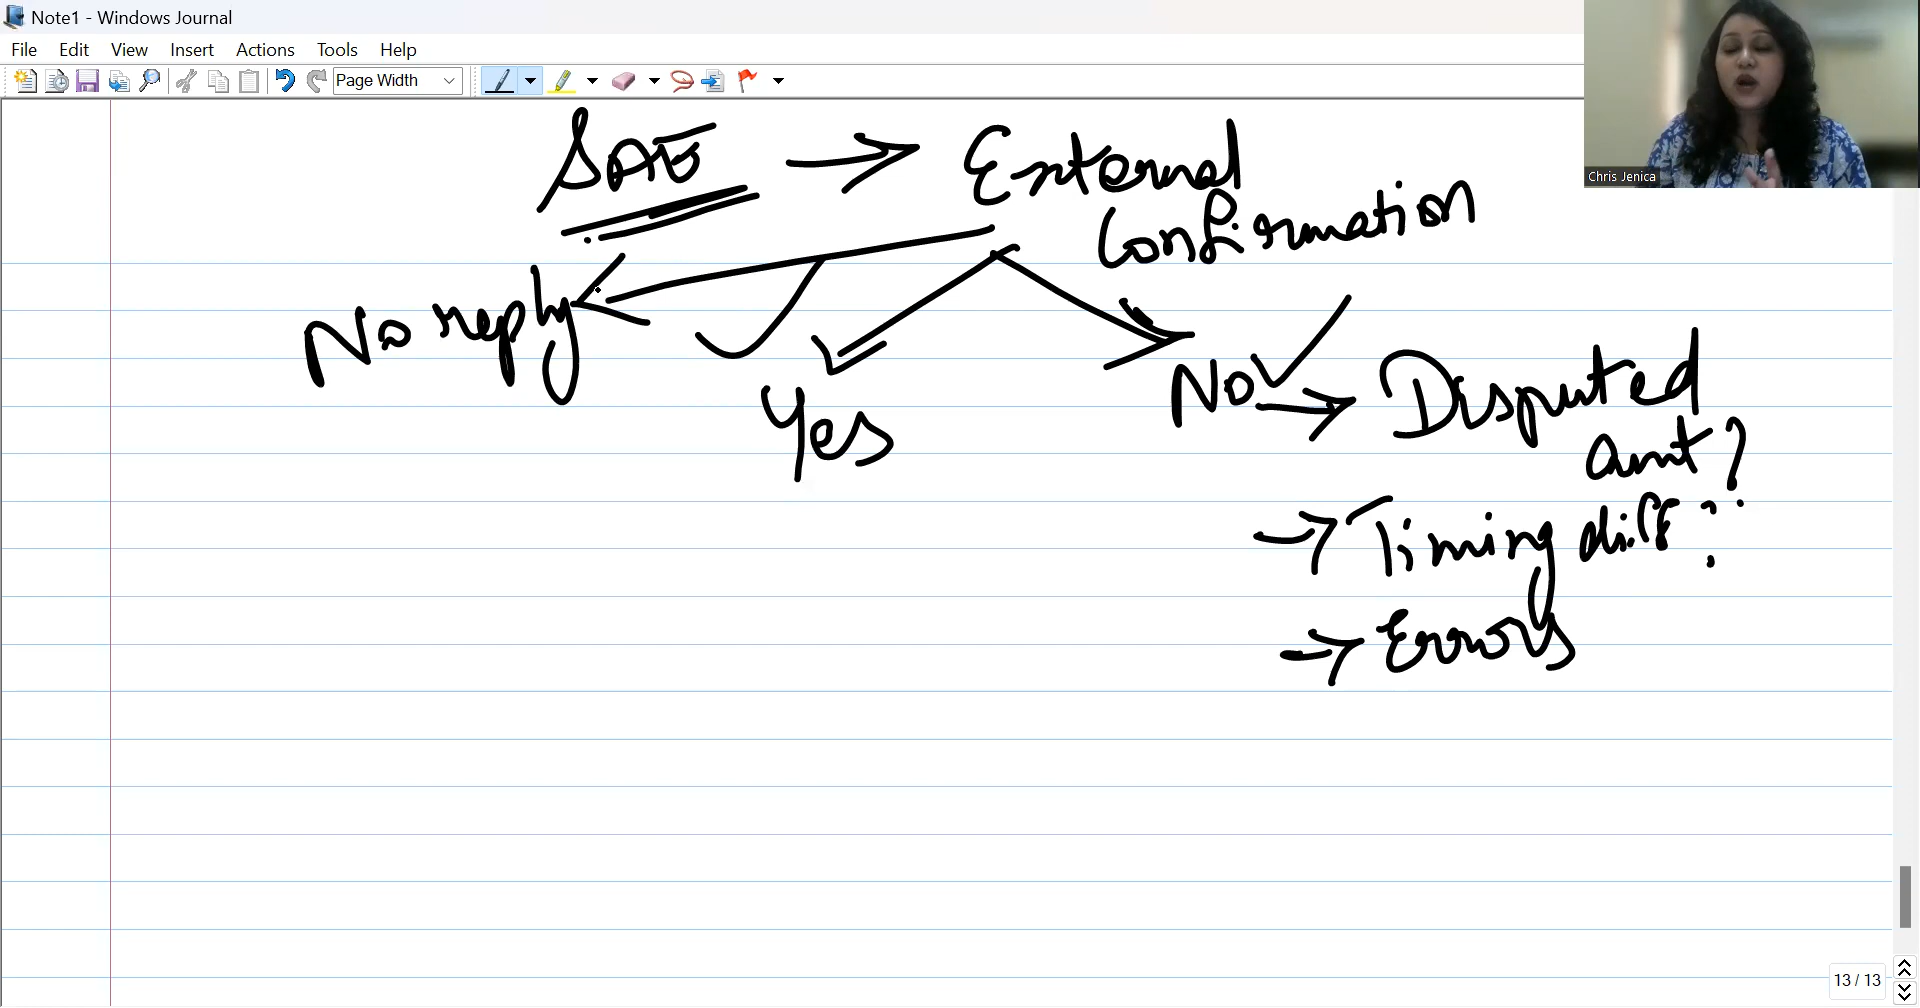 Note1 - Windows Journal
File Edit View Insert Actions Tools Help
Page Width
Chris Jenica
SAE → External
Confirmation
No reply
Yes
No → Disputed
amt?
→ Timing diff?
→ Errors
13 / 13